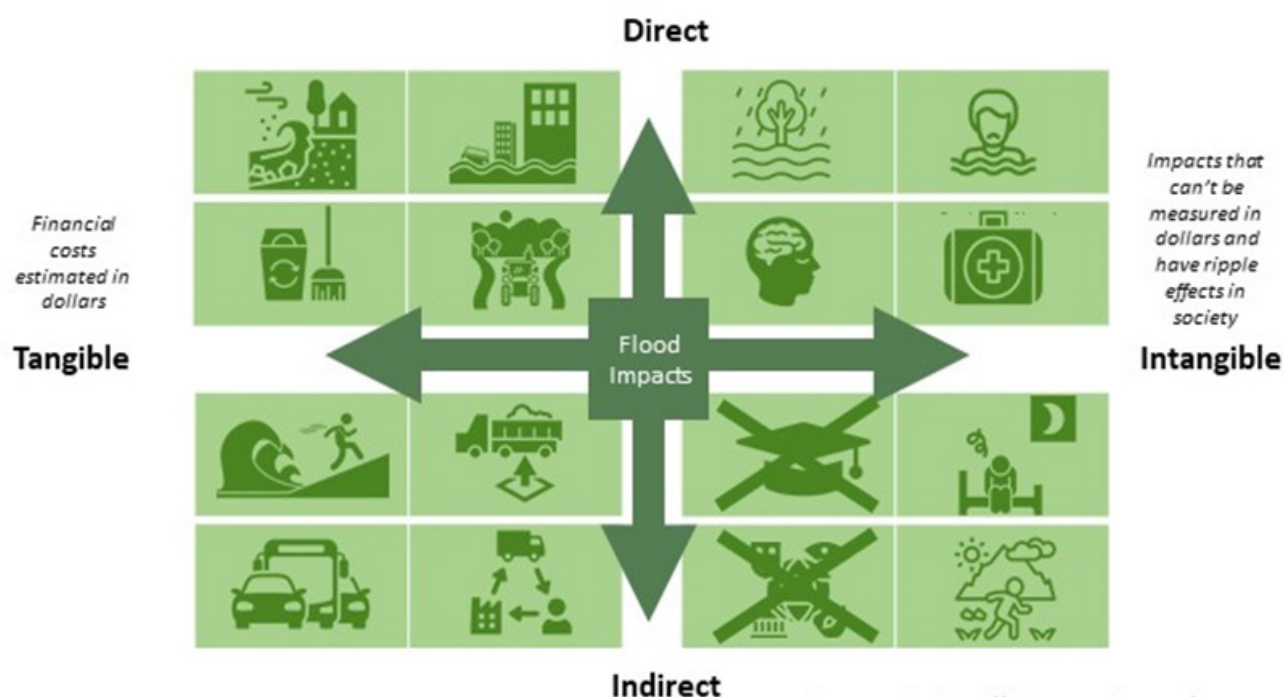 Direct
Financial
costs
estimated in
dollars
Tangible
Flood
Impacts
Impacts that
can't be
measured in
dollars and
have ripple
effects in
society
Intangible
Indirect